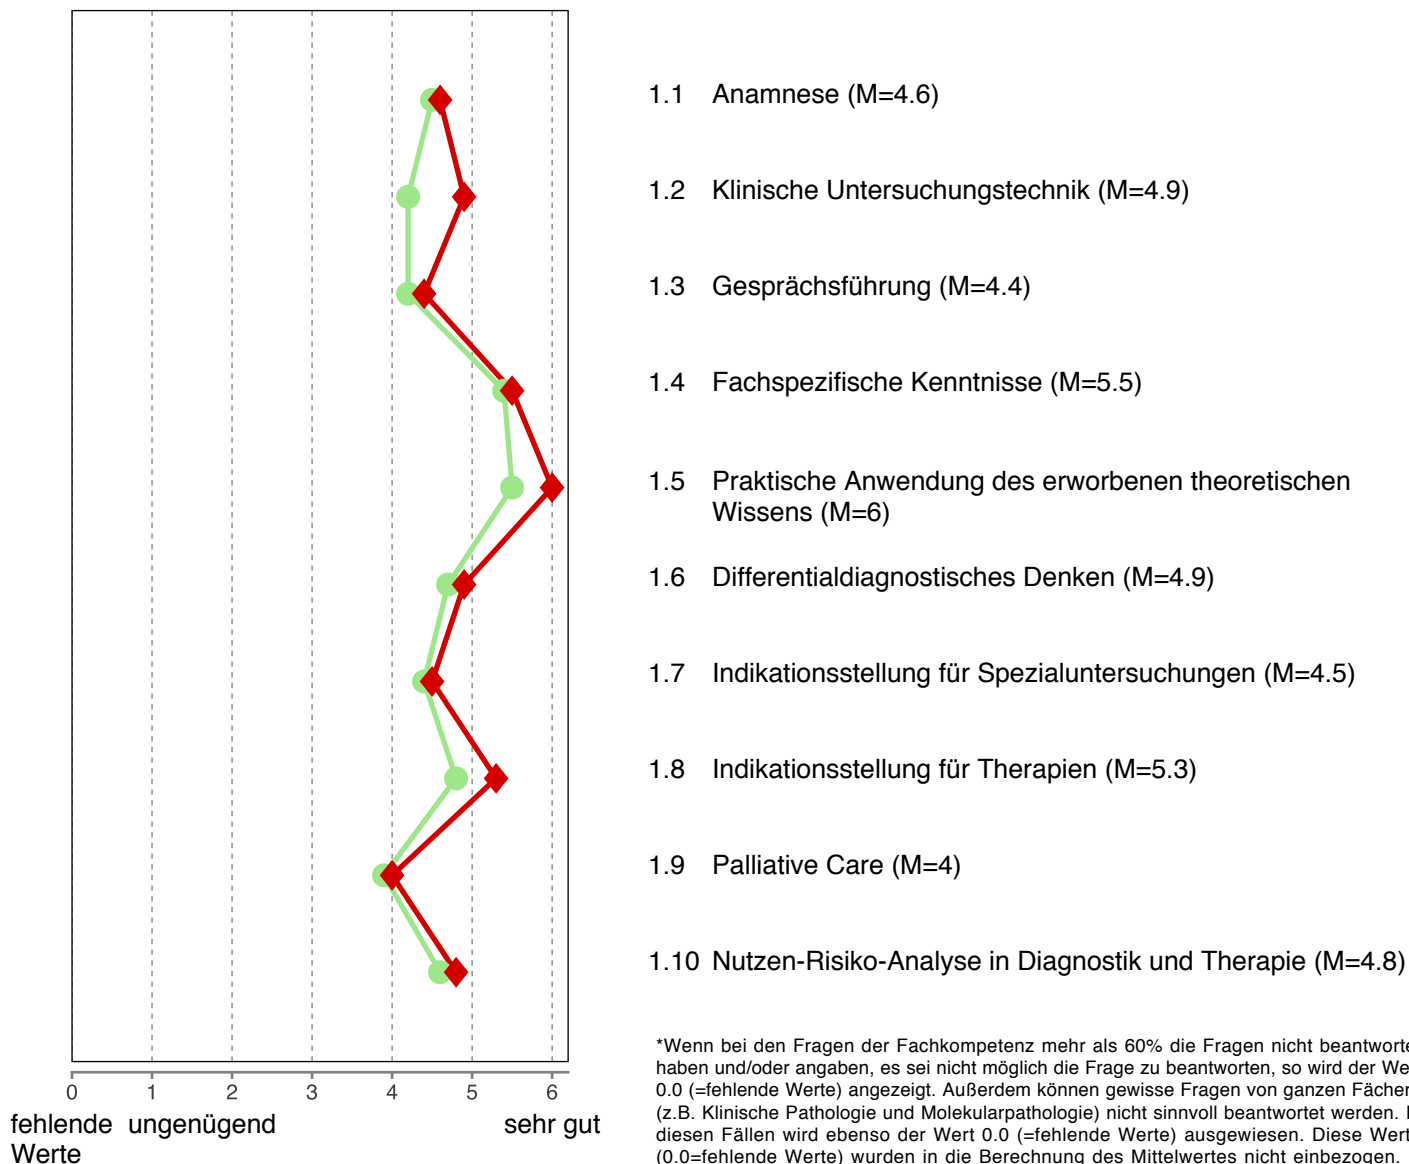 1.1 Anamnese (M=4.6)
1.2 Klinische Untersuchungstechnik (M=4.9)
1.3 Gesprächsführung (M=4.4)
1.4 Fachspezifische Kenntnisse (M=5.5)
1.5 Praktische Anwendung des erworbenen theoretischen
Wissens (M=6)
1.6 Differentialdiagnostisches Denken (M=4.9)
1.7 Indikationsstellung für Spezialuntersuchungen (M=4.5)
1.8 Indikationsstellung für Therapien (M=5.3)
1.9 Palliative Care (M=4)
1.10 Nutzen-Risiko-Analyse in Diagnostik und Therapie (M=4.8)
0 1 2 3 4 5 6
fehlende ungenügend sehr gut
Werte
*Wenn bei den Fragen der Fachkompetenz mehr als 60% die Fragen nicht beantworte
haben und/oder angaben, es sei nicht möglich die Frage zu beantworten, so wird der We
0.0 (=fehlende Werte) angezeigt. Außerdem können gewisse Fragen von ganzen Fächer
(z.B. Klinische Pathologie und Molekularpathologie) nicht sinnvoll beantwortet werden.
diesen Fällen wird ebenso der Wert 0.0 (=fehlende Werte) ausgewiesen. Diese Wert
(0.0=fehlende Werte) wurden in die Berechnung des Mittelwertes nicht einbezogen.